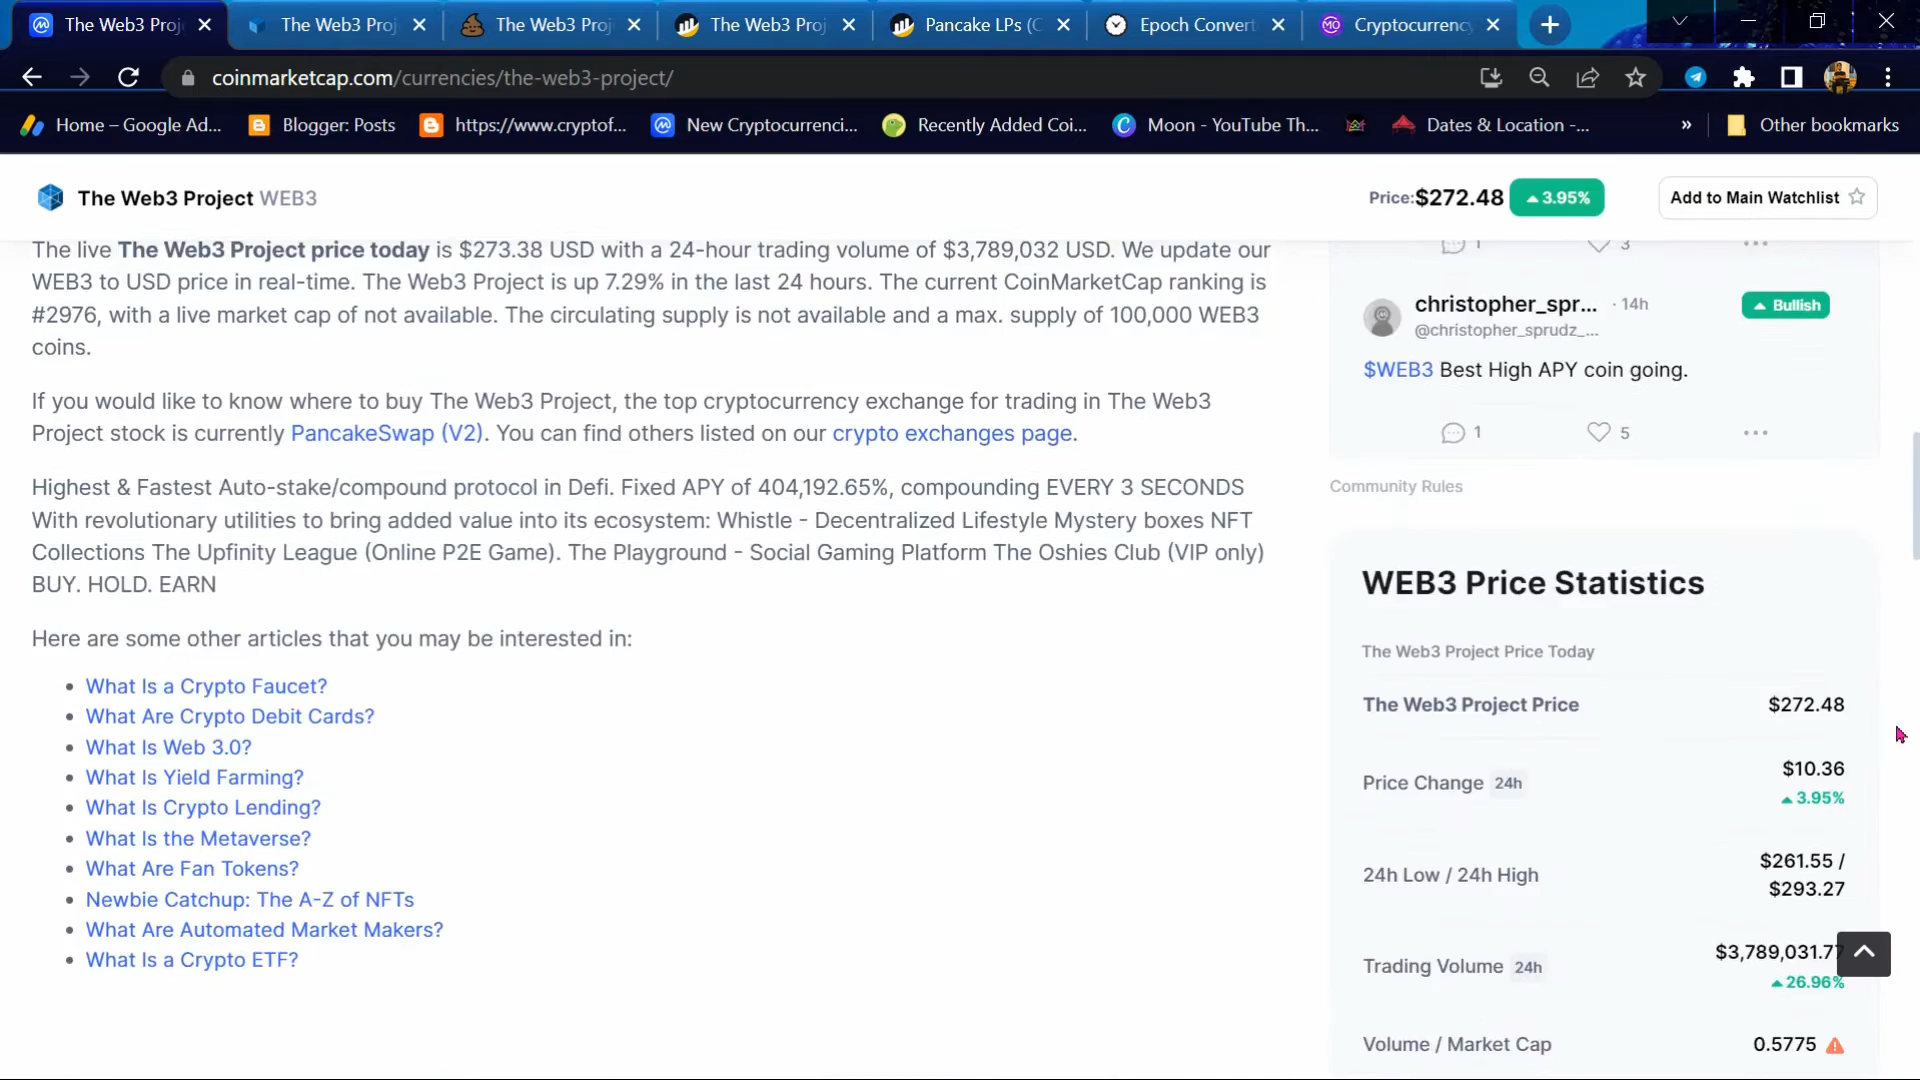 The Web3 Proj
The Web3 Proj
The Web3 Proj
The Web3 Proj
Pancake LPs (C
Epoch Convert
Cryptocurrency
coinmarketcap.com/currencies/the-web3-project/
Home – Google Ad...
Blogger: Posts
https://www.cryptof...
New Cryptocurrenci...
Recently Added Coi...
Moon - YouTube Th...
Dates & Location -...
»
Other bookmarks
The Web3 Project WEB3
Price:$272.48
3.95%
Add to Main Watchlist
The live The Web3 Project price today is $273.38 USD with a 24-hour trading volume of $3,789,032 USD. We update our
WEB3 to USD price in real-time. The Web3 Project is up 7.29% in the last 24 hours. The current CoinMarketCap ranking is
#2976, with a live market cap of not available. The circulating supply is not available and a max. supply of 100,000 WEB3
coins.
If you would like to know where to buy The Web3 Project, the top cryptocurrency exchange for trading in The Web3
Project stock is currently PancakeSwap (V2). You can find others listed on our crypto exchanges page.
Highest & Fastest Auto-stake/compound protocol in Defi. Fixed APY of 404,192.65%, compounding EVERY 3 SECONDS
With revolutionary utilities to bring added value into its ecosystem: Whistle - Decentralized Lifestyle Mystery boxes NFT
Collections The Upfinity League (Online P2E Game). The Playground - Social Gaming Platform The Oshies Club (VIP only)
BUY. HOLD. EARN
Here are some other articles that you may be interested in:
• What Is a Crypto Faucet?
• What Are Crypto Debit Cards?
• What Is Web 3.0?
• What Is Yield Farming?
• What Is Crypto Lending?
• What Is the Metaverse?
• What Are Fan Tokens?
• Newbie Catchup: The A-Z of NFTs
• What Are Automated Market Makers?
• What Is a Crypto ETF?
1
3
christopher_spr... · 14h
Bullish
@christopher_sprudz_...
$WEB3 Best High APY coin going.
1
5
Community Rules
WEB3 Price Statistics
The Web3 Project Price Today
The Web3 Project Price
$272.48
Price Change 24h
$10.36
3.95%
24h Low / 24h High
$261.55 /
$293.27
Trading Volume 24h
$3,789,031.77
26.96%
Volume / Market Cap
0.5775